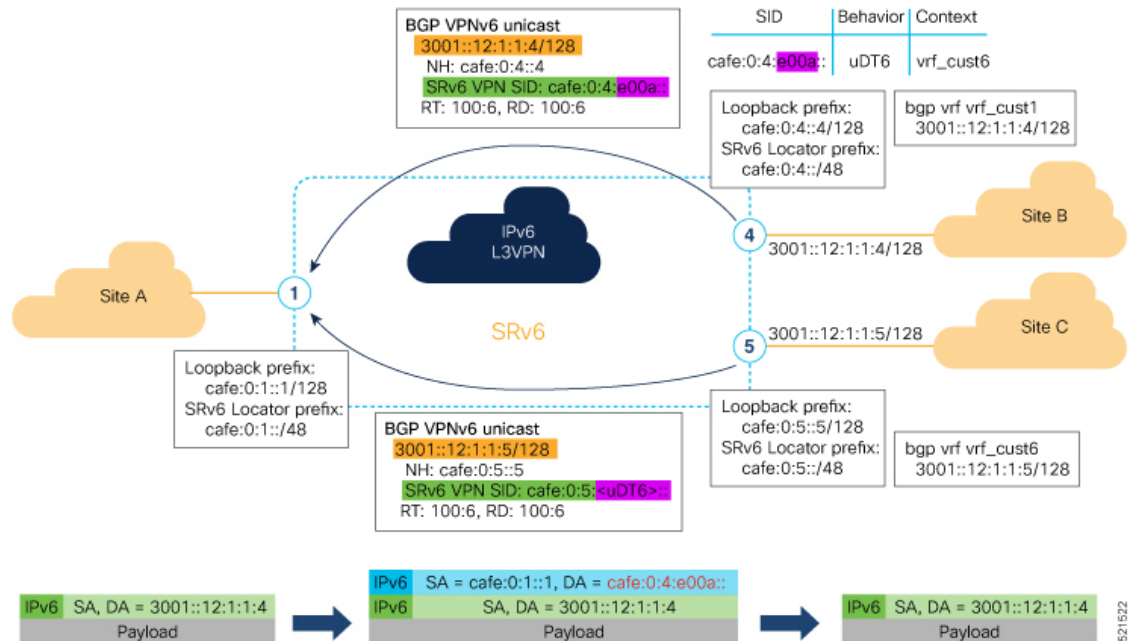 BGP VPNv6 unicast
3001::12:1:1:4/128
NH: cafe:0:4::4
SRv6 VPN SID: cafe:0:4:e00a::
RT: 100:6, RD: 100:6
SID Behavior Context
cafe:0:4:e00a:: uDT6 vrf_cust6
Loopback prefix:
cafe:0:4::4/128
SRv6 Locator prefix:
cafe:0:4::/48
bgp vrf vrf_cust1
3001::12:1:1:4/128
IPv6
L3VPN
4
3001::12:1:1:4/128
Site B
Site A
1
SRv6
5
3001::12:1:1:5/128
Site C
Loopback prefix:
cafe:0:1::1/128
SRv6 Locator prefix:
cafe:0:1::/48
BGP VPNv6 unicast
3001::12:1:1:5/128
NH: cafe:0:5::5
SRv6 VPN SID: cafe:0:5:<uDT6>::
RT: 100:6, RD: 100:6
Loopback prefix:
cafe:0:5::5/128
SRv6 Locator prefix:
cafe:0:5::/48
bgp vrf vrf_cust6
3001::12:1:1:5/128
IPv6 SA, DA = 3001::12:1:1:4
Payload
IPv6 SA = cafe:0:1::1, DA = cafe:0:4:e00a::
IPv6 SA, DA = 3001::12:1:1:4
Payload
IPv6 SA, DA = 3001::12:1:1:4
Payload
521522